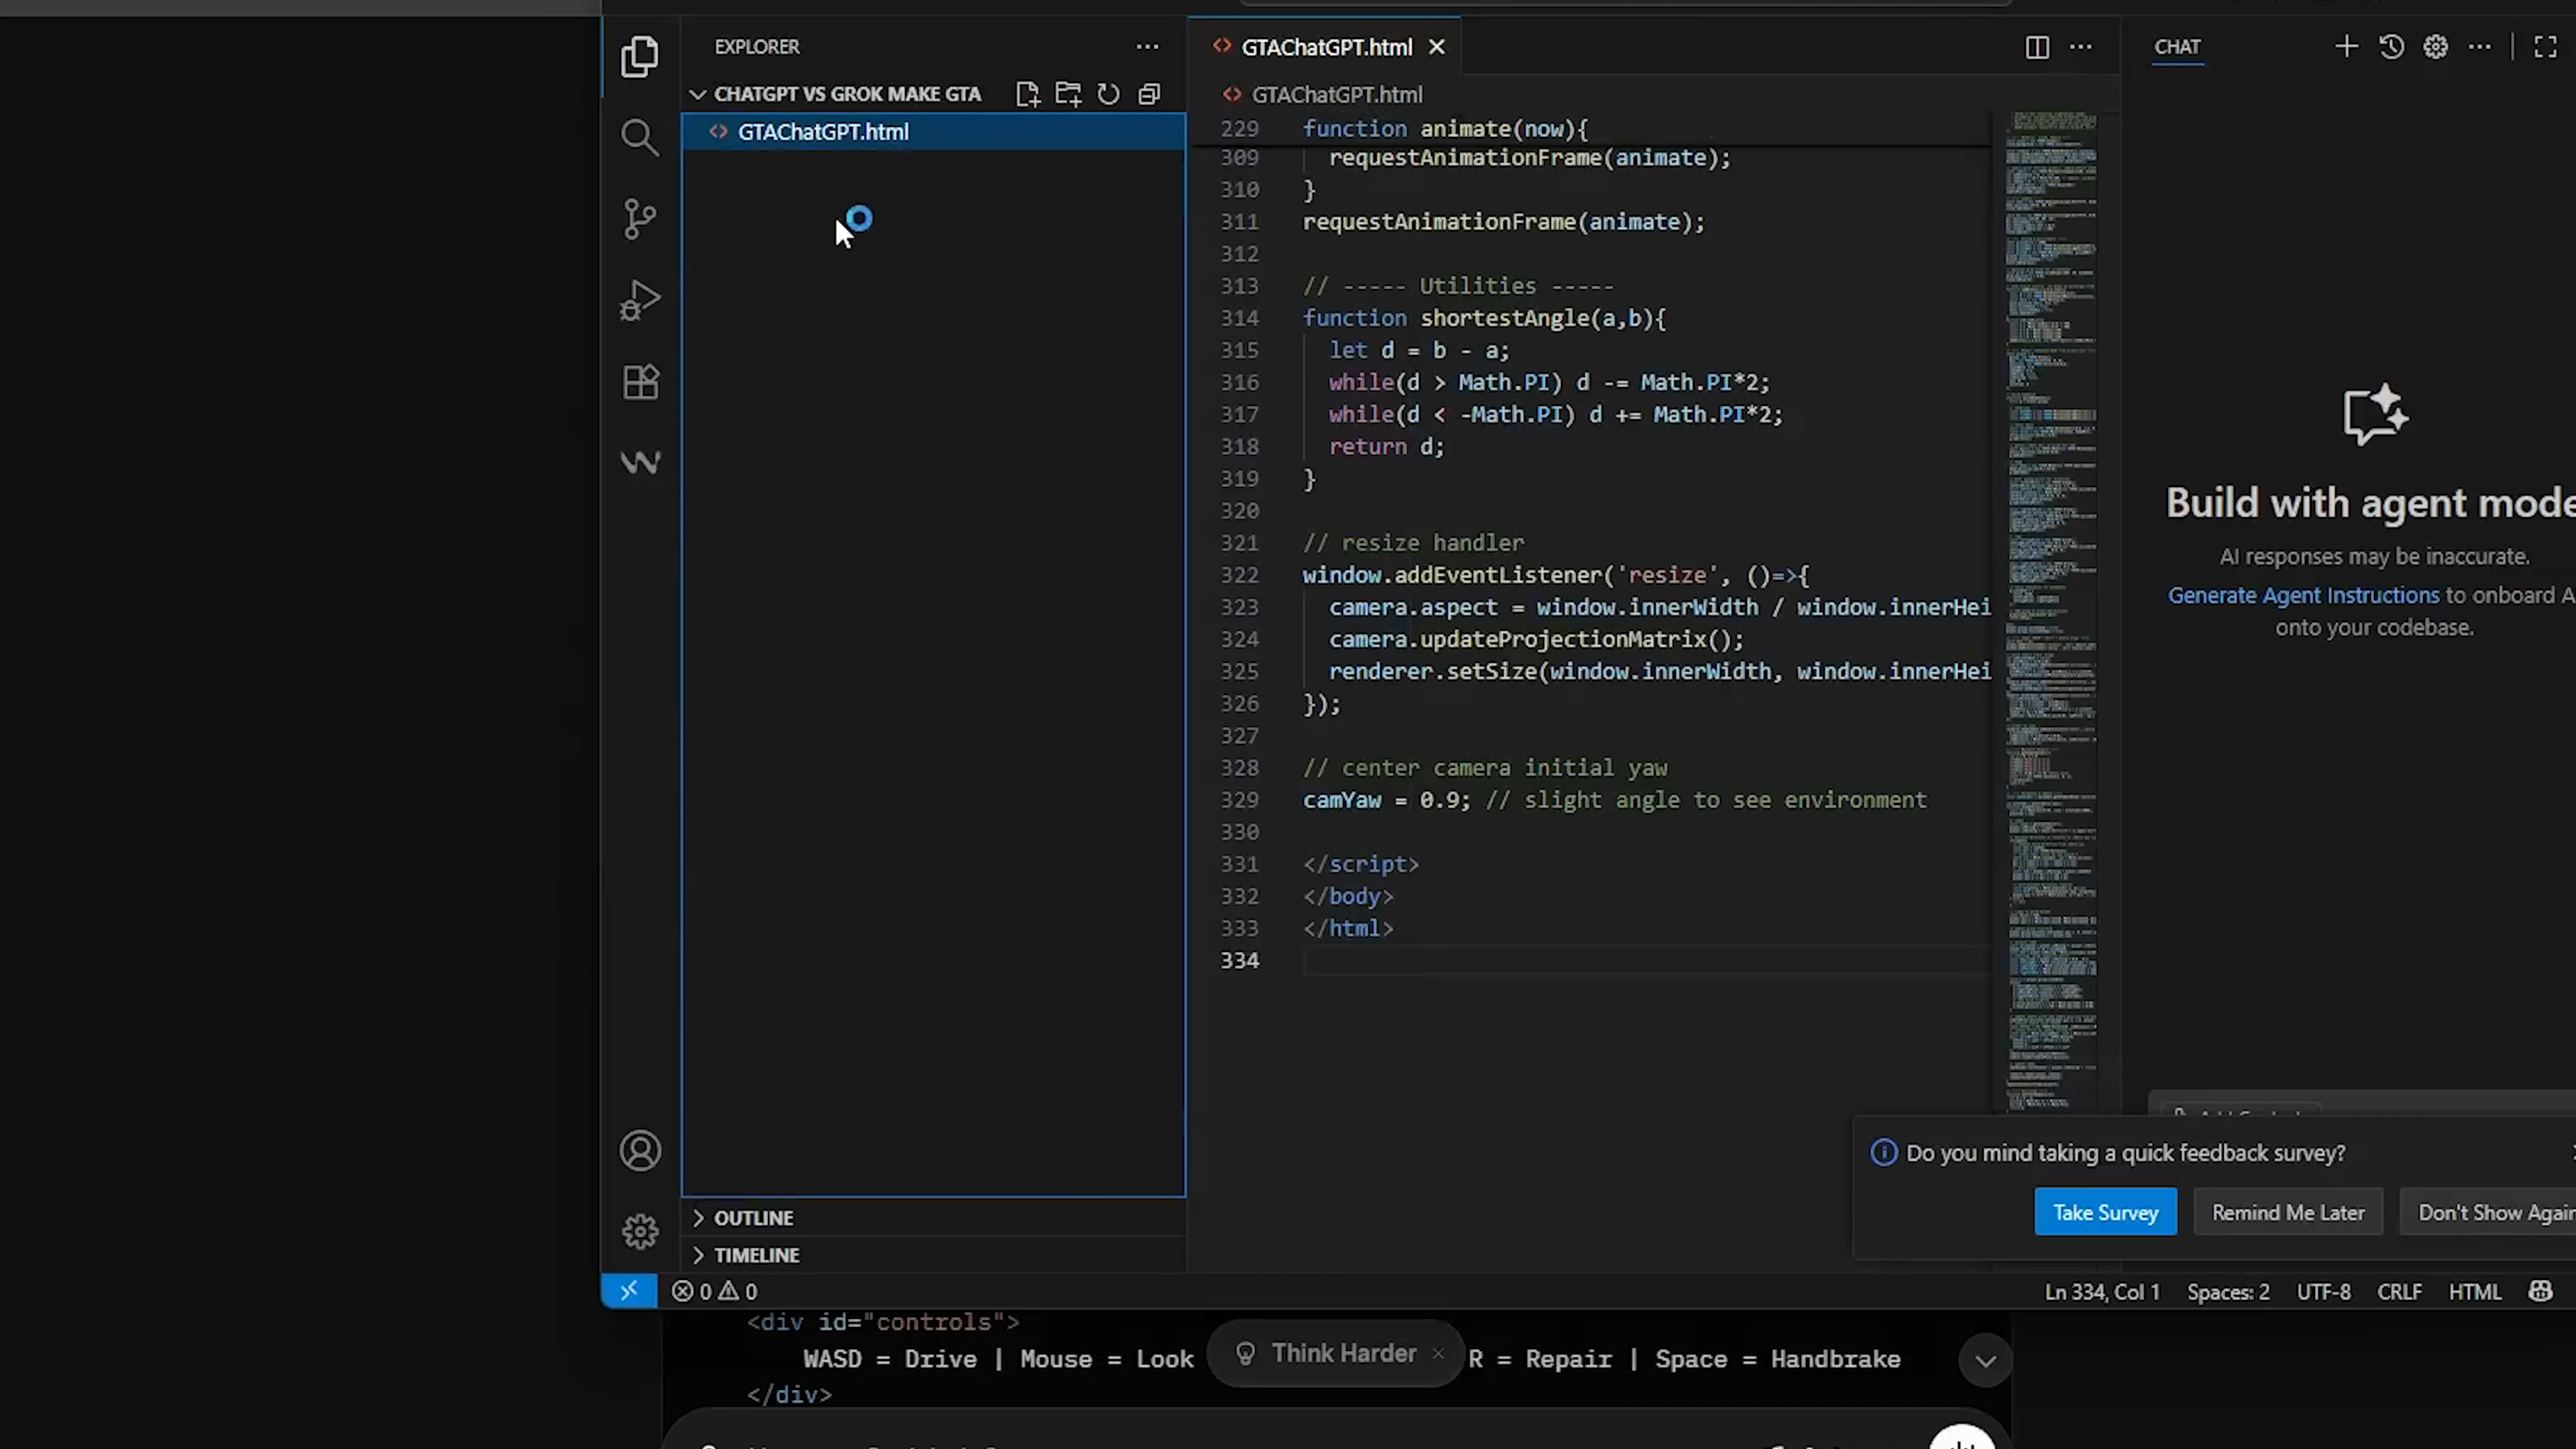 EXPLORER
CHATGPT VS GROK MAKE GTA
GTAChatGPT.html
OUTLINE
TIMELINE
GTAChatGPT.html
GTAChatGPT.html
229 function animate(now){
309 requestAnimationFrame(animate);
310 }
311 requestAnimationFrame(animate);
312
313 // ----- Utilities -----
314 function shortestAngle(a,b){
315 let d = b - a;
316 while(d > Math.PI) d -= Math.PI*2;
317 while(d < -Math.PI) d += Math.PI*2;
318 return d;
319 }
320
321 // resize handler
322 window.addEventListener('resize', ()=>{
323 camera.aspect = window.innerWidth / window.innerHei
324 camera.updateProjectionMatrix();
325 renderer.setSize(window.innerWidth, window.innerHei
326 });
327
328 // center camera initial yaw
329 camYaw = 0.9; // slight angle to see environment
330
331 </script>
332 </body>
333 </html>
334
CHAT
Build with agent mode
AI responses may be inaccurate.
Generate Agent Instructions to onboard A
onto your codebase.
Do you mind taking a quick feedback survey?
Take Survey
Remind Me Later
Don't Show Again
0 0
Ln 334, Col 1
Spaces: 2
UTF-8
CRLF
HTML
<div id="controls">
WASD = Drive | Mouse = Look
Think Harder
R = Repair | Space = Handbrake
</div>